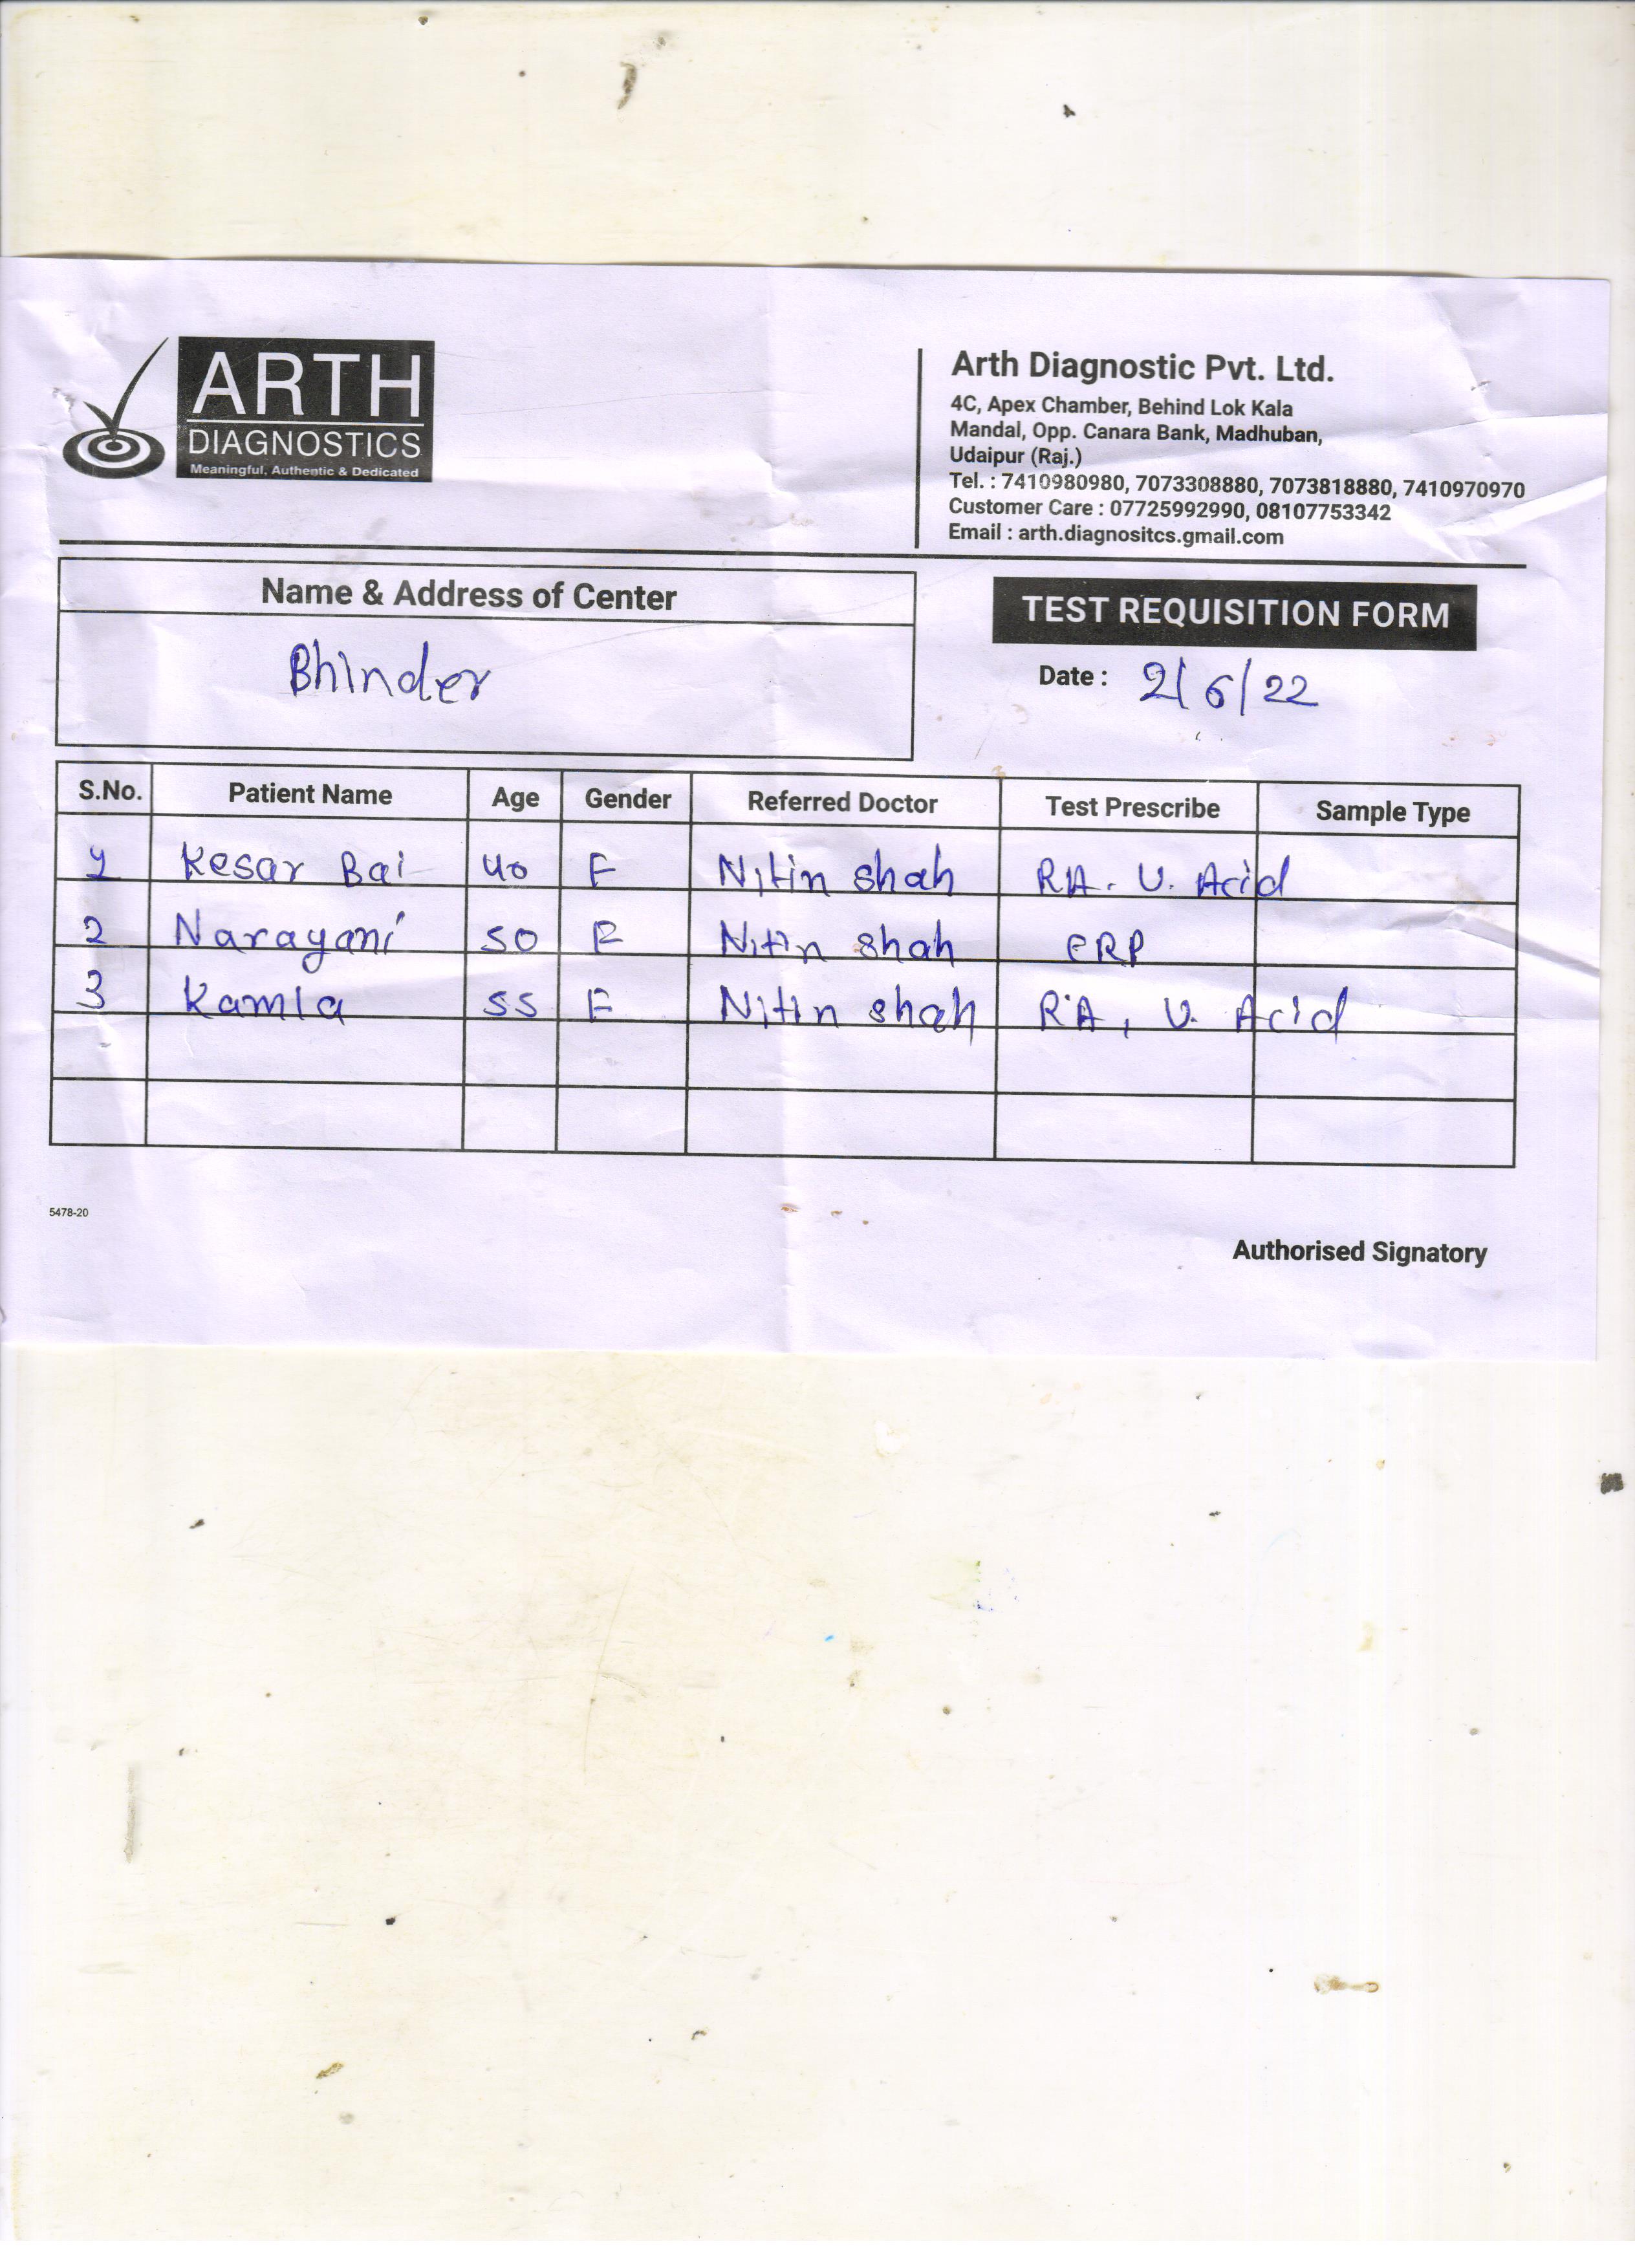 ARTH
DIAGNOSTICS
Meaningful, Authentic & Dedicated
Arth Diagnostic Pvt. Ltd.
4C, Apex Chamber, Behind Lok Kala
Mandal, Opp. Canara Bank, Madhuban,
Udaipur (Raj.)
Tel. : 7410980980, 7073308880, 7073818880, 7410970970
Customer Care : 07725992990, 08107753342
Email : arth.diagnositcs.gmail.com
Name & Address of Center
Bhinder
TEST REQUISITION FORM
Date : 2/6/22
S.No. Patient Name Age Gender Referred Doctor Test Prescribe Sample Type
1 Kesar Bai 40 F Nitin shah RA. U. Acid
2 Narayani 50 F Nitin shah CRP
3 Kamla 55 F Nitin shah RA, U. Acid
5478-20
Authorised Signatory